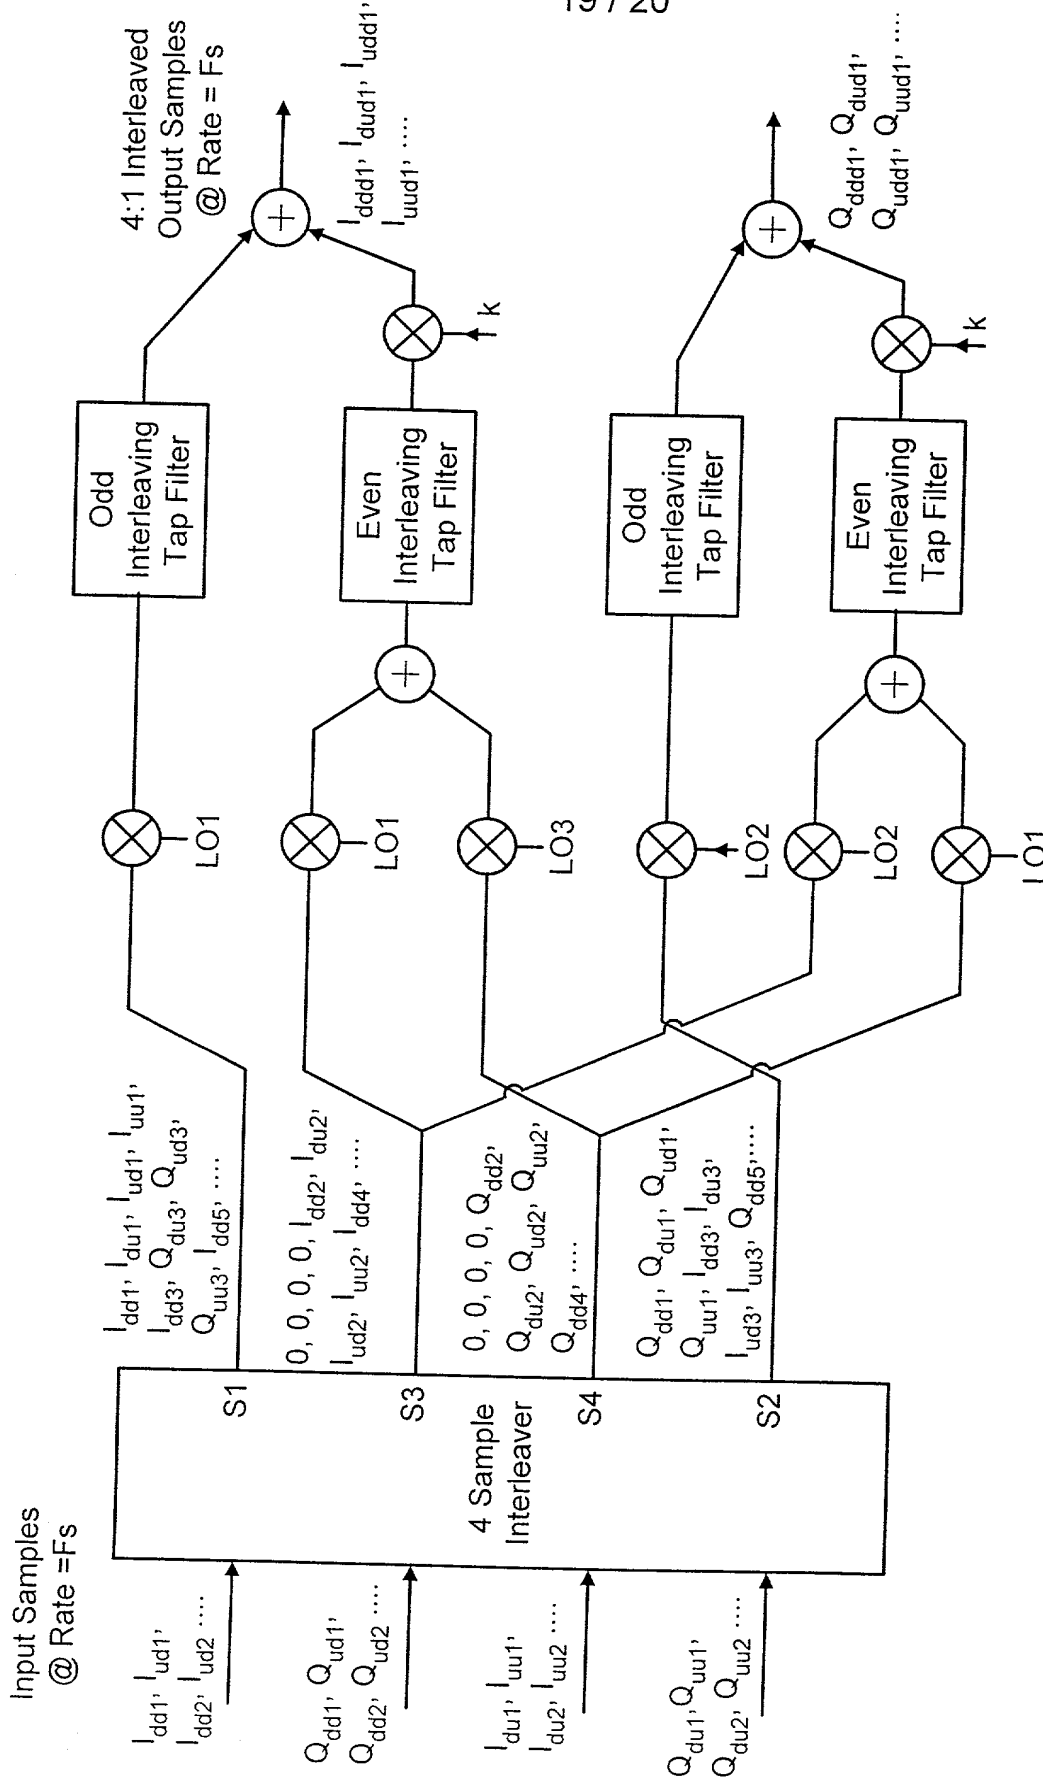 19 / 20
Input Samples
@ Rate =Fs
I_dd1, I_ud1,
I_dd2, I_ud2 ....
Q_dd1, Q_ud1,
Q_dd2, Q_ud2 ....
I_du1, I_uu1,
I_du2, I_uu2 ....
Q_du1, Q_uu1,
Q_du2, Q_uu2 ....
4 Sample
Interleaver
S1
S3
S4
S2
I_dd1, I_du1, I_ud1, I_uu1,
I_dd3, Q_du3, Q_ud3,
Q_uu3, I_dd5, ....
0, 0, 0, 0, I_dd2, I_du2,
I_ud2, I_uu2, I_dd4, ....
0, 0, 0, 0, Q_dd2,
Q_du2, Q_ud2, Q_uu2,
Q_dd4, ....
Q_dd1, Q_du1, Q_ud1,
Q_uu1, I_dd3, I_du3,
I_ud3, I_uu3, Q_dd5, ....
LO1
LO1
LO3
LO2
LO2
LO1
Odd
Interleaving
Tap Filter
Even
Interleaving
Tap Filter
Odd
Interleaving
Tap Filter
Even
Interleaving
Tap Filter
k
k
4:1 Interleaved
Output Samples
@ Rate = Fs
I_ddd1, I_dud1, I_udd1,
I_uud1, ....
Q_ddd1, Q_dud1,
Q_udd1, Q_uud1, ....